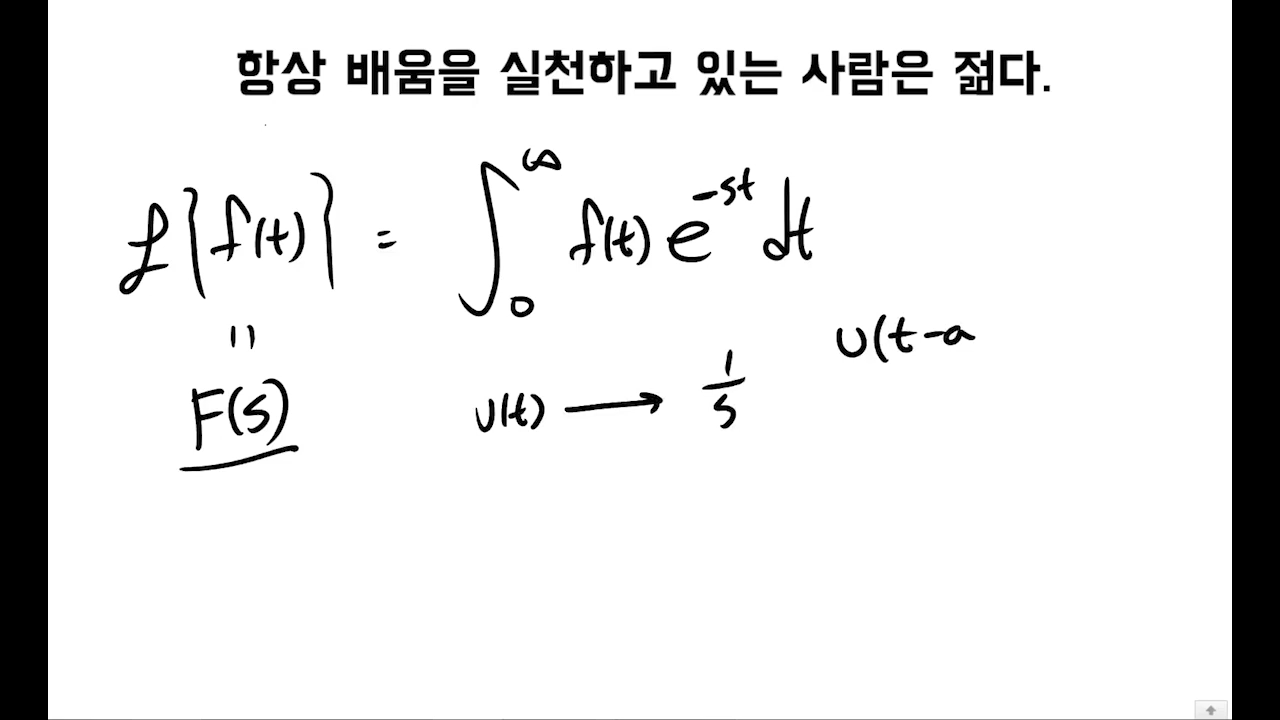 항상 배움을 실천하고 있는 사람은 젊다.
ℒ{f(t)} = ∫₀^∞ f(t) e^{-st} dt
"
F(s)
u(t) → 1/s
u(t-a